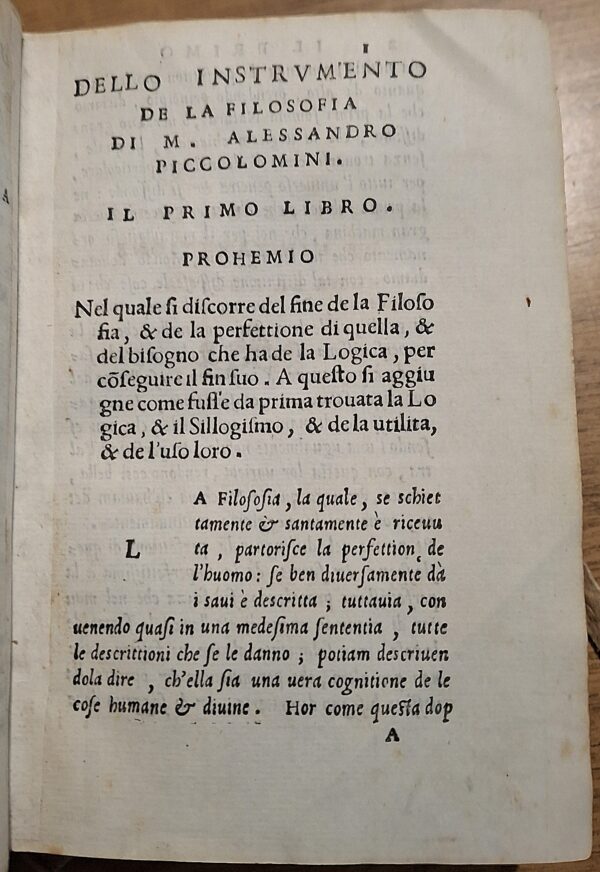 I
DELLO INSTRVMENTO
DE LA FILOSOFIA
DI M. ALESSANDRO
PICCOLOMINI.
IL PRIMO LIBRO.
PROHEMIO
Nel quale ſi diſcorre del fine de la Filoſo
fia, & de la perfettione di quella, &
del biſogno che ha de la Logica, per
cõſeguire il fin ſuo. A queſto ſi aggiu
gne come fuſſ'e da prima trouata la Lo
gica, & il Sillogiſmo, & de la utilita,
& de l'uſo loro.
LA Filoſofia, la quale, se schiet
tamente & santamente è riceuu
ta, partoriſce la perfettion de
l'huomo: ſe ben diuerſamente dà
i saui è descritta; tuttauia, con
uenendo quaſi in una medeſima ſententia, tutte
le descrittioni che ſe le danno; potiam descriuen
dola dire, ch'ella ſia una uera cognitione de le
coſe humane & diuine. Hor come queſta dop
A
A